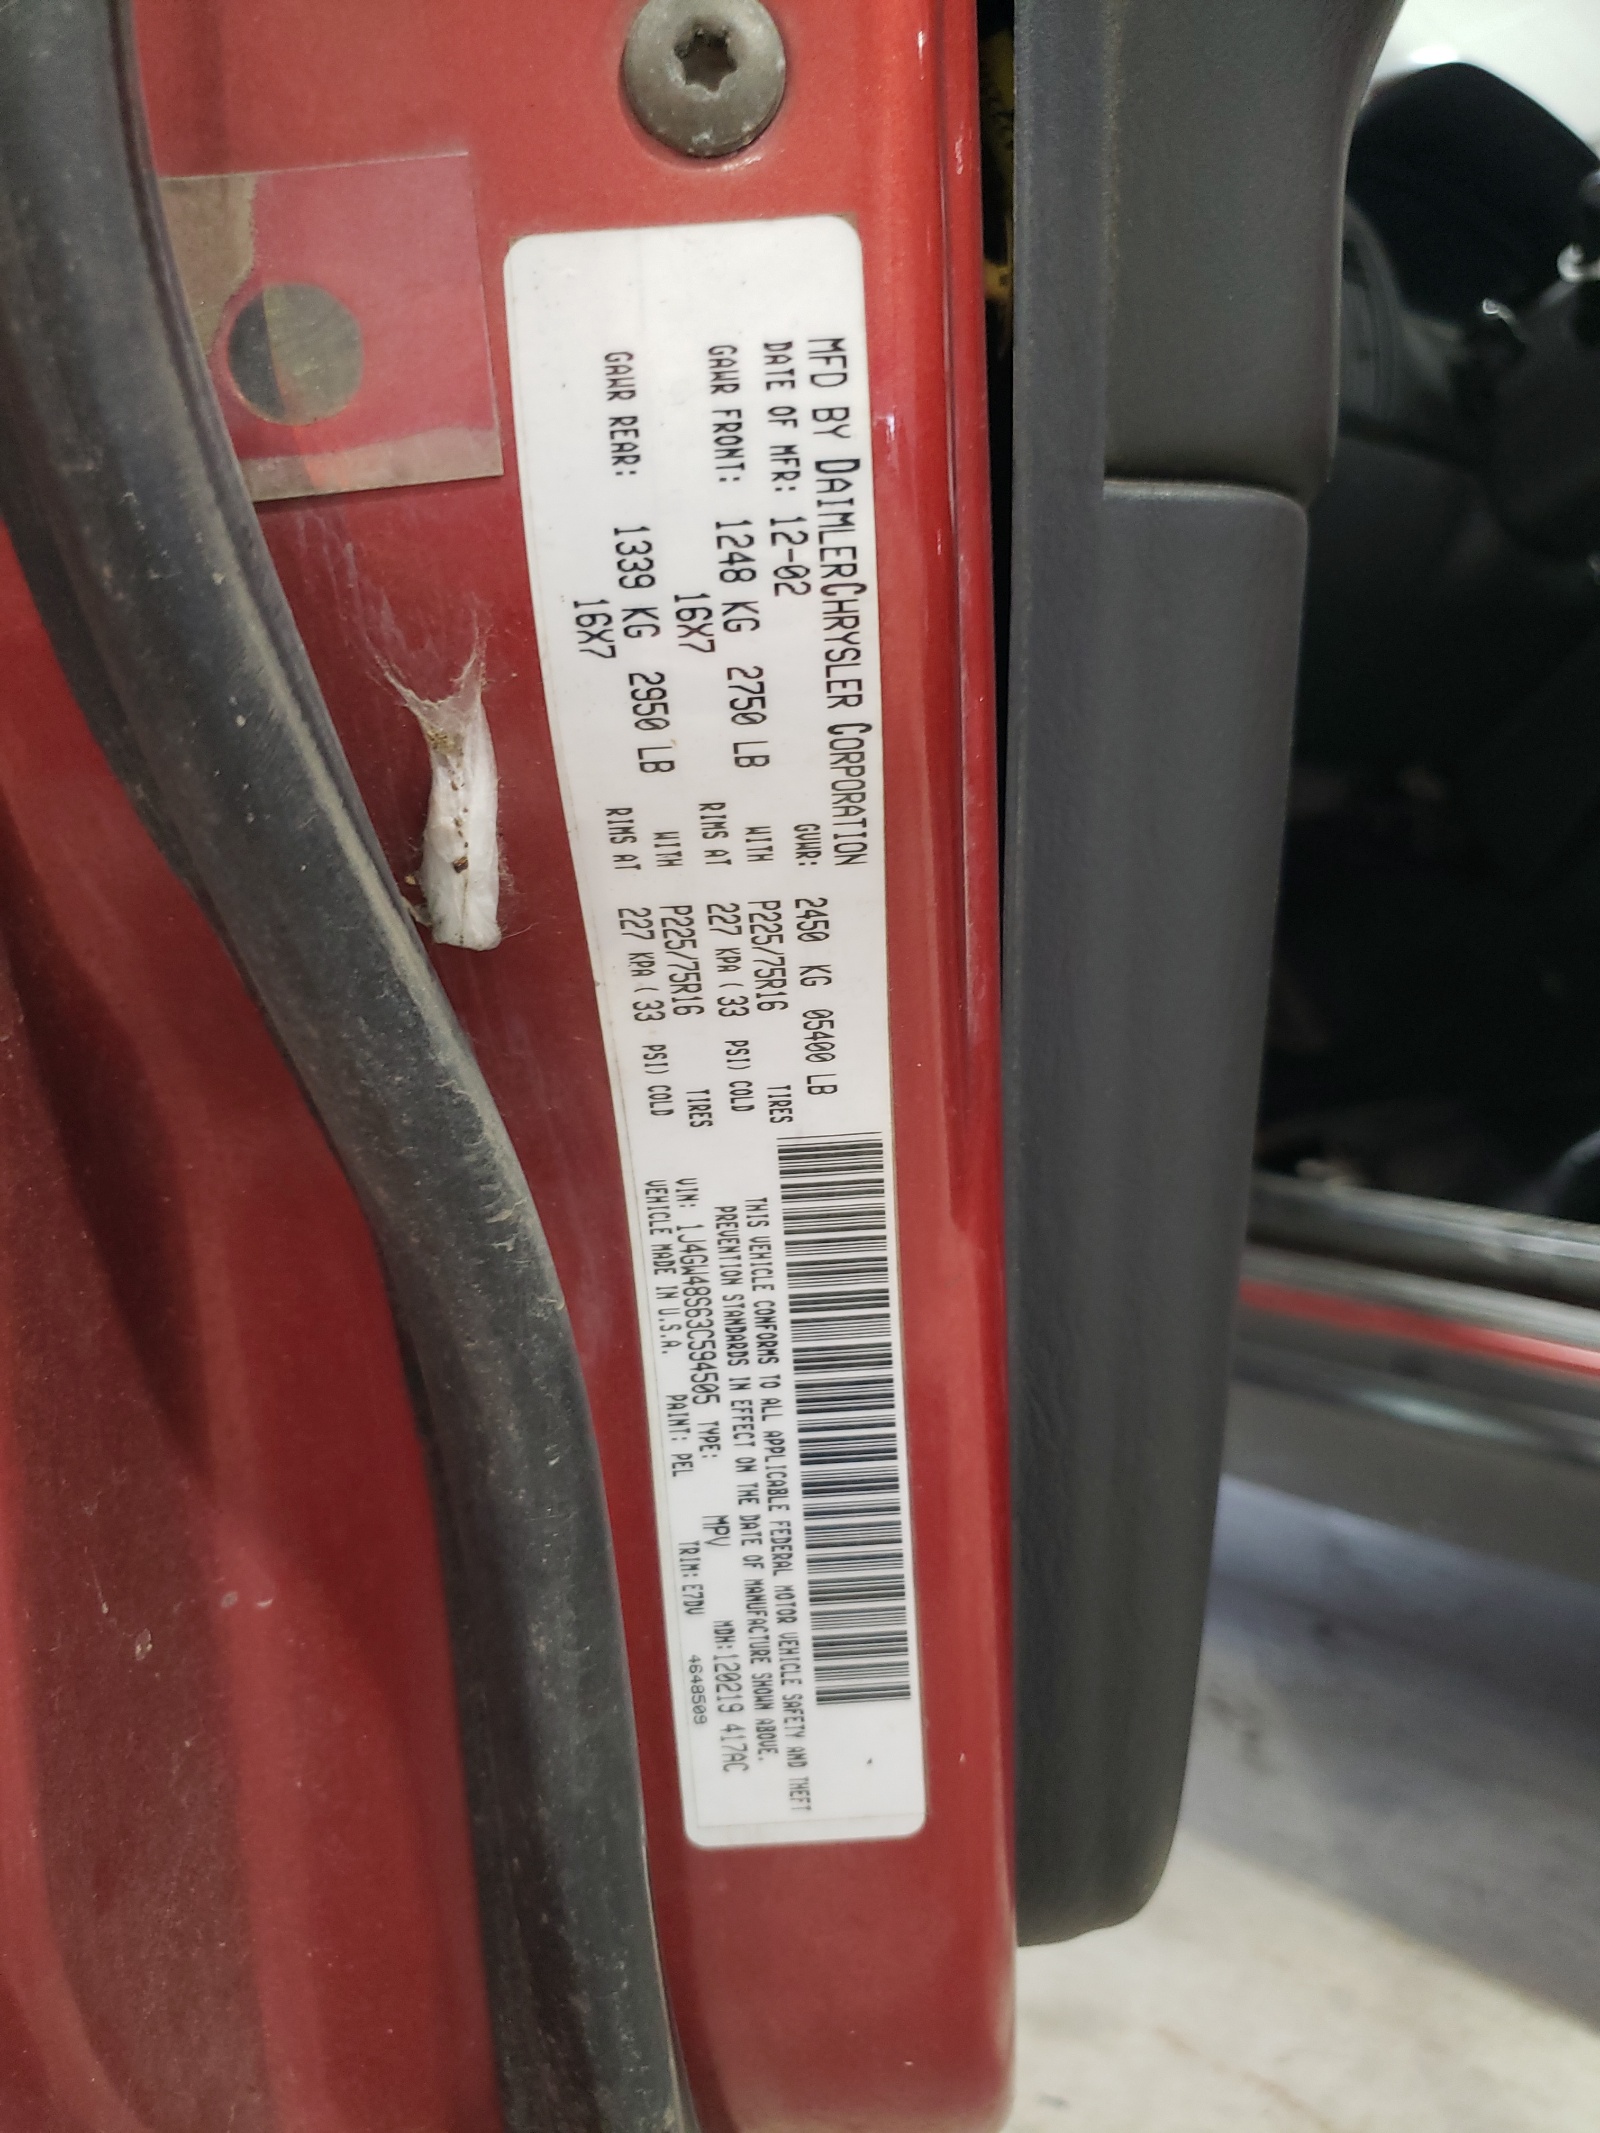 MFD BY DAIMLERCHRYSLER CORPORATION
DATE OF MFR: 12-02 GVWR: 2450 KG 05400 LB
GAWR FRONT: 1248 KG 2750 LB WITH P225/75R16 TIRES
16X7 RIMS AT 227 KPA ( 33 PSI) COLD
GAWR REAR: 1339 KG 2950 LB WITH P225/75R16 TIRES
16X7 RIMS AT 227 KPA ( 33 PSI) COLD
THIS VEHICLE CONFORMS TO ALL APPLICABLE FEDERAL MOTOR VEHICLE SAFETY AND THEFT
PREVENTION STANDARDS IN EFFECT ON THE DATE OF MANUFACTURE SHOWN ABOVE.
VIN: 1J4GW48S63C594505 TYPE: MPV MDH:120219 417AC
VEHICLE MADE IN U.S.A. PAINT: PEL TRIM: E7DV 4648509